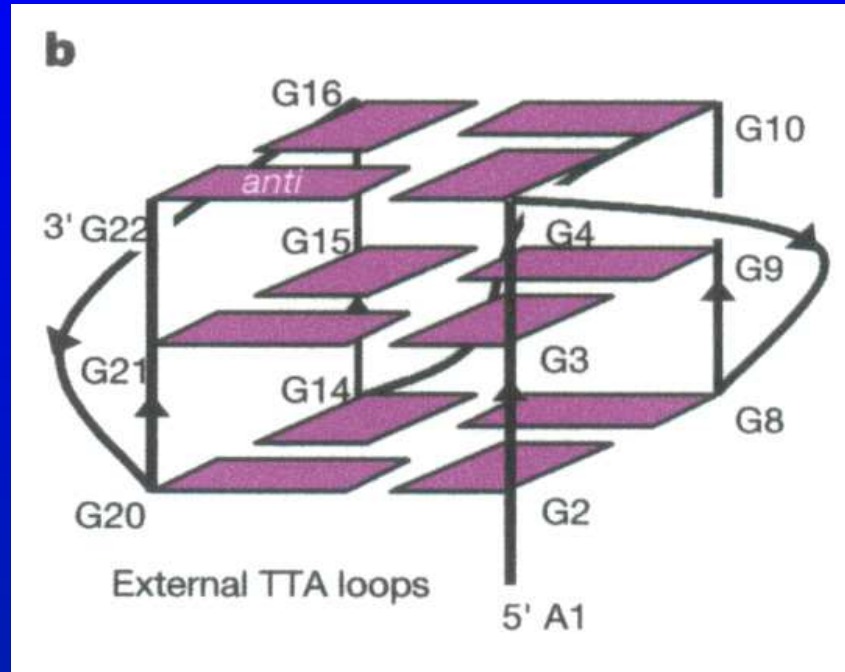 b
G16
G10
anti
3' G22
G15
G4
G9
G21
G14
G3
G8
G20
G2
External TTA loops
5' A1